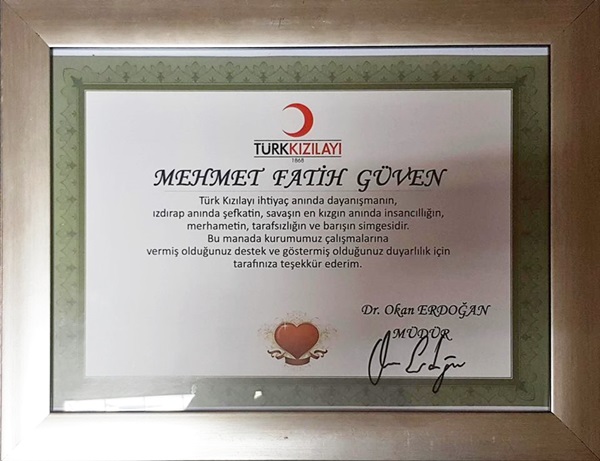 TÜRKKIZILAYI
1868
MEHMET FATİH GÜVEN
Türk Kızılayı ihtiyaç anında dayanışmanın,
ızdırap anında şefkatin, savaşın en kızgın anında insancıllığın,
merhametin, tarafsızlığın ve barışın simgesidir.
Bu manada kurumumuz çalışmalarına
vermiş olduğunuz destek ve göstermiş olduğunuz duyarlılık için
tarafınıza teşekkür ederim.
Dr. Okan ERDOĞAN
MÜDÜR